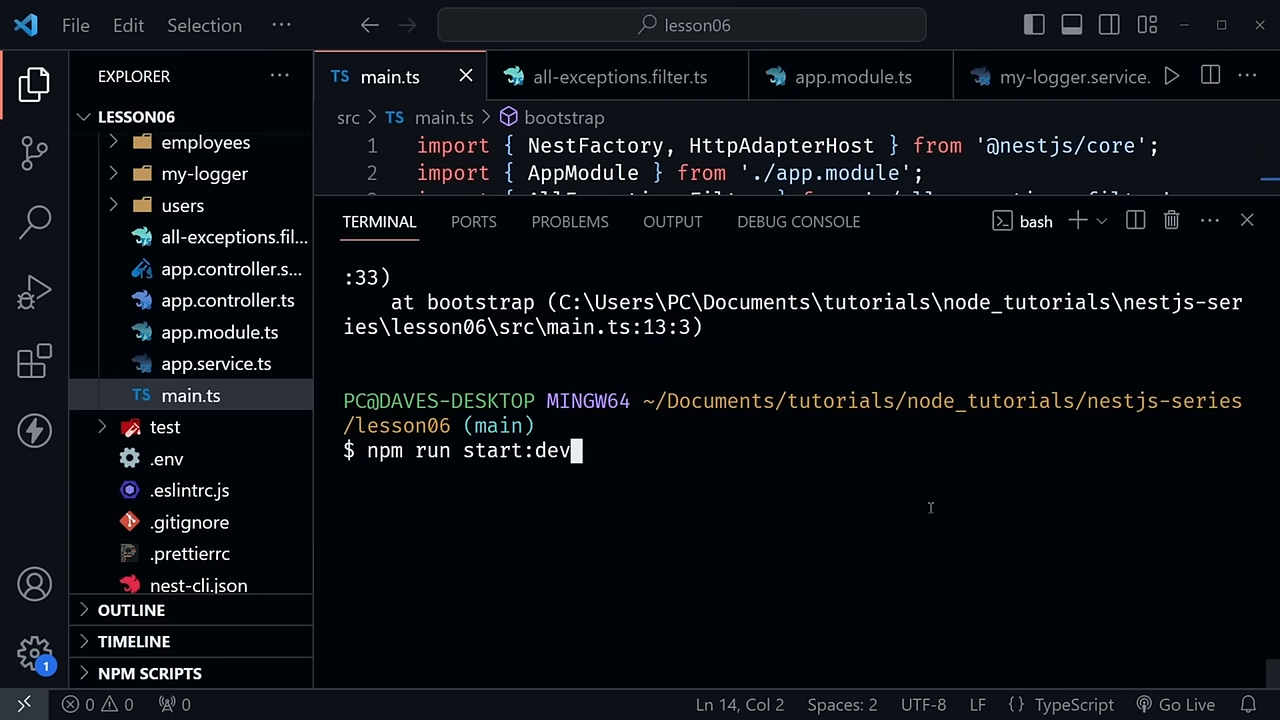 File Edit Selection ··· lesson06
EXPLORER ···
LESSON06
employees
my-logger
users
all-exceptions.fil...
app.controller.s...
app.controller.ts
app.module.ts
app.service.ts
TS main.ts
test
.env
.eslintrc.js
.gitignore
.prettierrc
nest-cli.json
OUTLINE
TIMELINE
NPM SCRIPTS
TS main.ts all-exceptions.filter.ts app.module.ts my-logger.service. ···
src > TS main.ts > bootstrap
1 import { NestFactory, HttpAdapterHost } from '@nestjs/core';
2 import { AppModule } from './app.module';
TERMINAL PORTS PROBLEMS OUTPUT DEBUG CONSOLE bash ···
:33)
at bootstrap (C:\Users\PC\Documents\tutorials\node_tutorials\nestjs-ser
ies\lesson06\src\main.ts:13:3)
PC@DAVES-DESKTOP MINGW64 ~/Documents/tutorials/node_tutorials/nestjs-series
/lesson06 (main)
$ npm run start:dev
1
0 0 0 Ln 14, Col 2 Spaces: 2 UTF-8 LF {} TypeScript Go Live